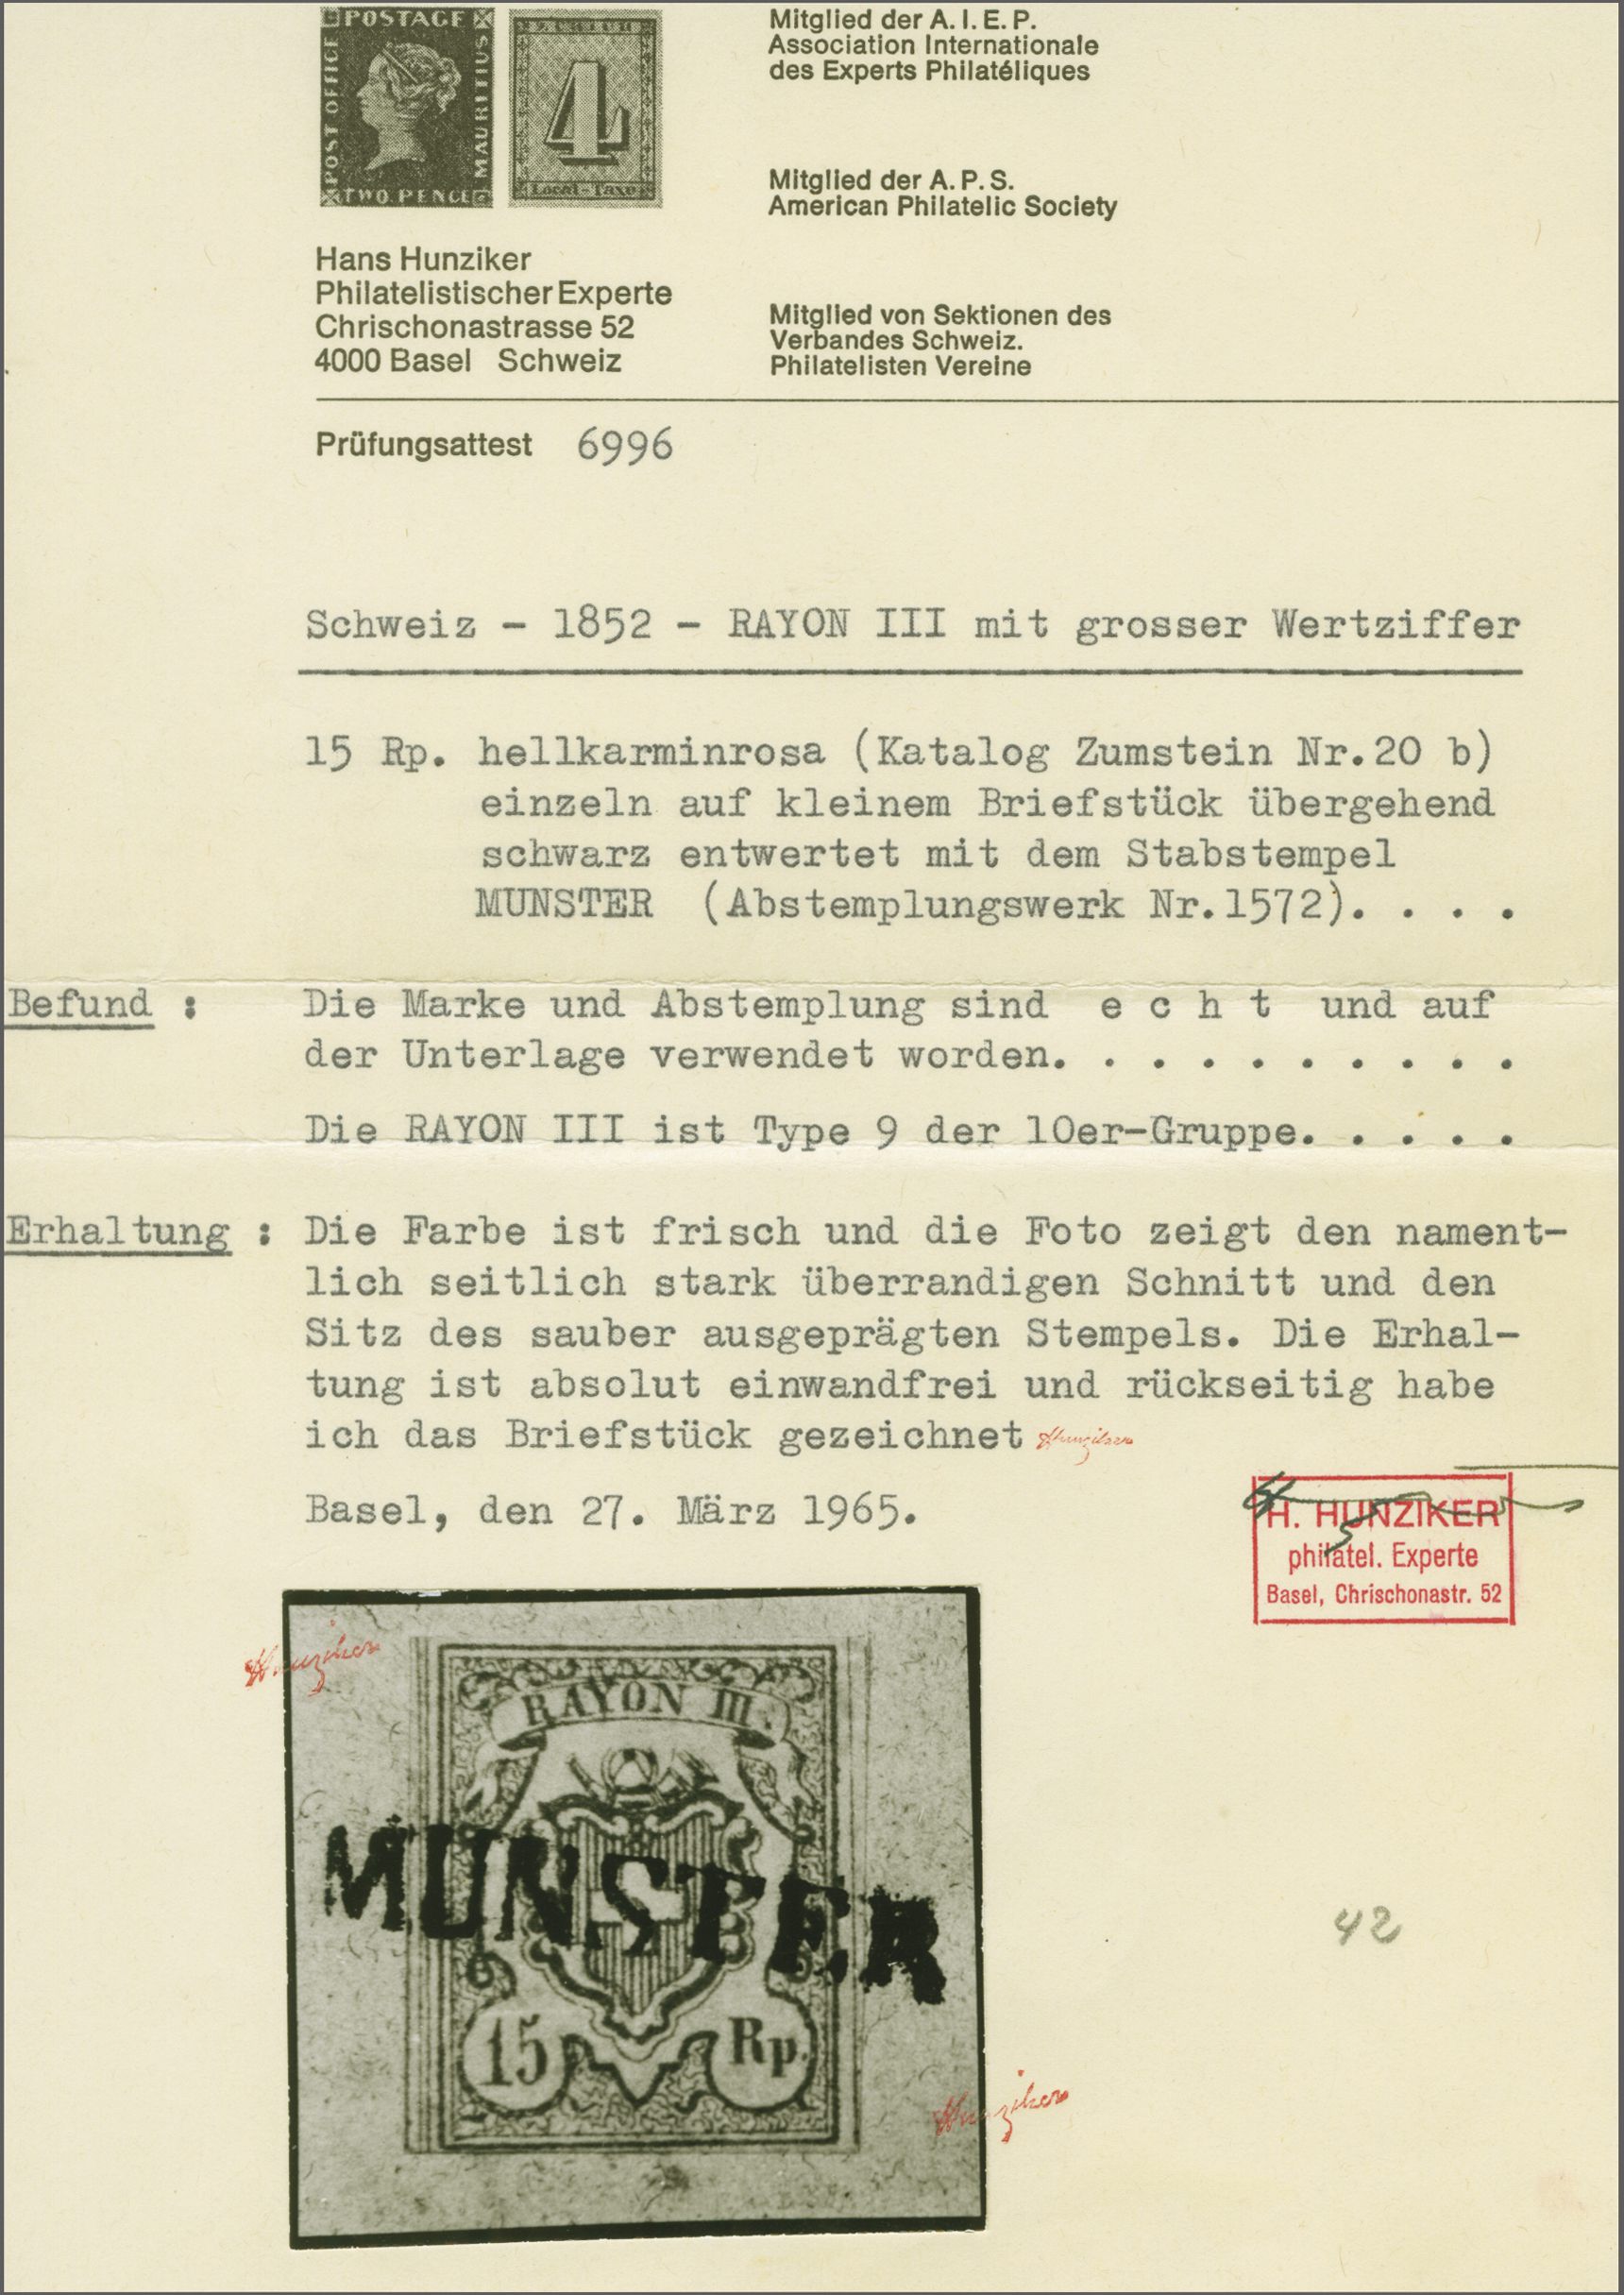 POSTAGE
POST OFFICE
MAURITIUS
TWO PENCE
4
Local-Taxe
Mitglied der A.I.E.P.
Association Internationale
des Experts Philatéliques
Mitglied der A.P.S.
American Philatelic Society
Hans Hunziker
Philatelistischer Experte
Chrischonastrasse 52
4000 Basel Schweiz
Mitglied von Sektionen des
Verbandes Schweiz.
Philatelisten Vereine
Prüfungsattest 6996
Schweiz - 1852 - RAYON III mit grosser Wertziffer
15 Rp. hellkarminrosa (Katalog Zumstein Nr.20 b)
einzeln auf kleinem Briefstück übergehend
schwarz entwertet mit dem Stabstempel
MUNSTER (Abstemplungswerk Nr.1572). . . .
Befund : Die Marke und Abstemplung sind e c h t und auf
der Unterlage verwendet worden. . . . . . . . . .
Die RAYON III ist Type 9 der 10er-Gruppe. . . . .
Erhaltung : Die Farbe ist frisch und die Foto zeigt den nament-
lich seitlich stark überrandigen Schnitt und den
Sitz des sauber ausgeprägten Stempels. Die Erhal-
tung ist absolut einwandfrei und rückseitig habe
ich das Briefstück gezeichnet Hunziker
Basel, den 27. März 1965.
H. HUNZIKER
philatel. Experte
Basel, Chrischonastr. 52
Hunziker
RAYON III.
MUNSTER
15 Rp.
Hunziker
42